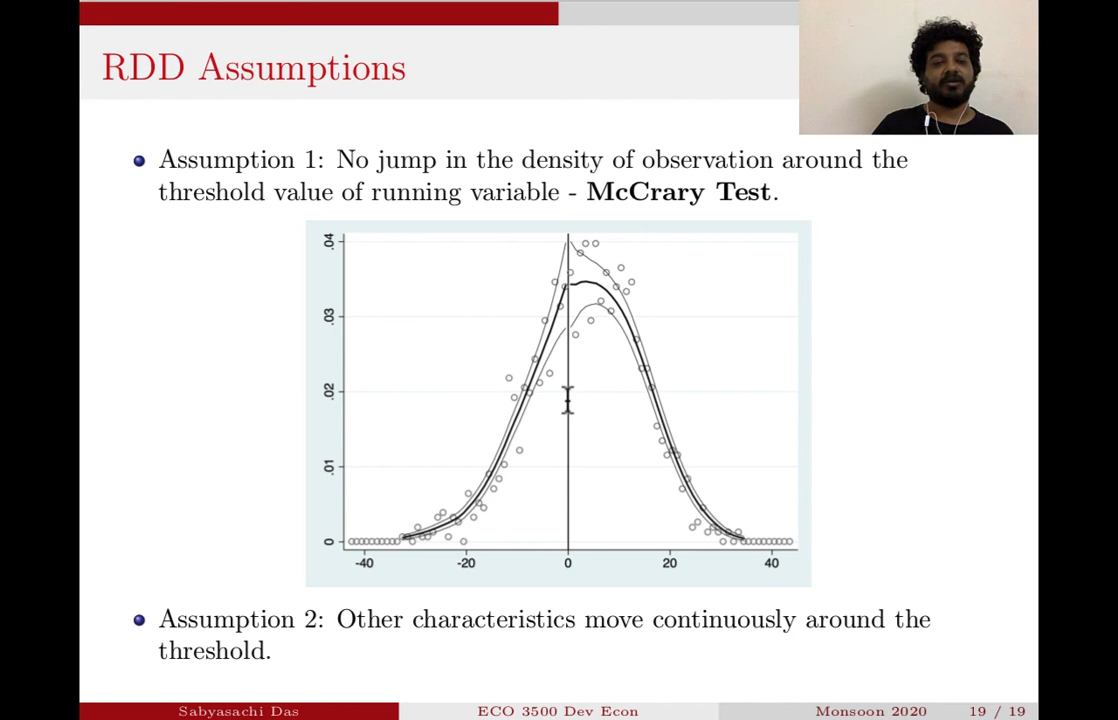 RDD Assumptions
Assumption 1: No jump in the density of observation around the
threshold value of running variable - McCrary Test.
.04
.03
.02
.01
0
-40 -20 0 20 40
Assumption 2: Other characteristics move continuously around the
threshold.
Sabyasachi Das ECO 3500 Dev Econ Monsoon 2020 19 / 19